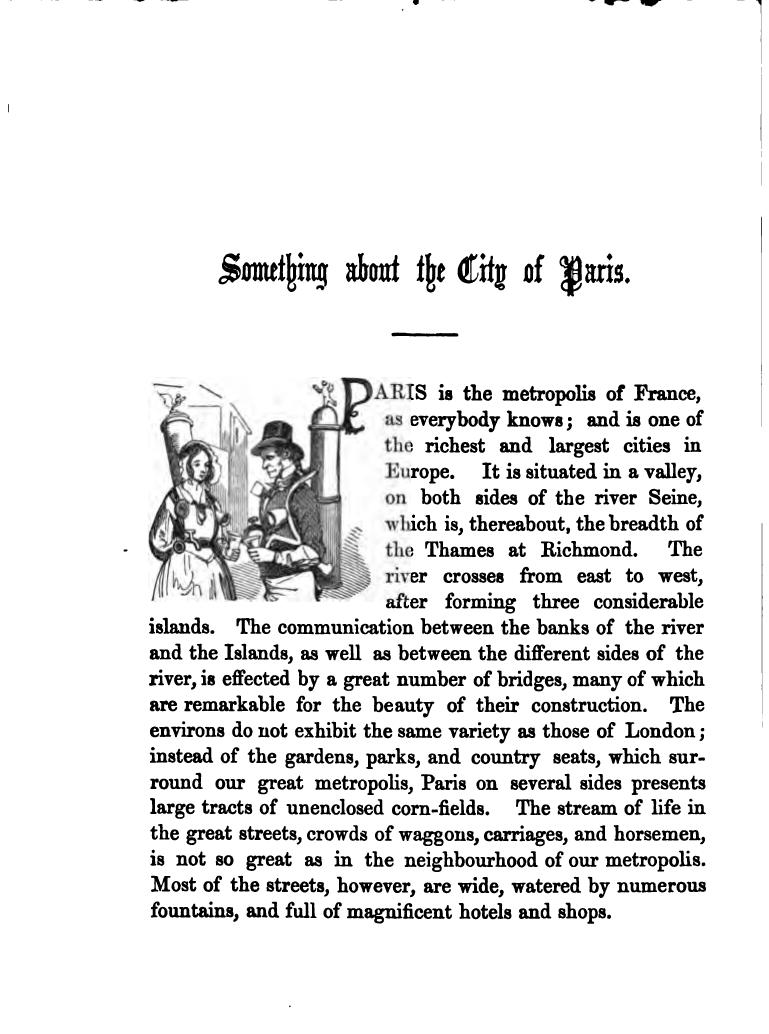 Something about the City of Paris.
PARIS is the metropolis of France,
as everybody knows; and is one of
the richest and largest cities in
Europe. It is situated in a valley,
on both sides of the river Seine,
which is, thereabout, the breadth of
the Thames at Richmond. The
river crosses from east to west,
after forming three considerable
islands. The communication between the banks of the river
and the Islands, as well as between the different sides of the
river, is effected by a great number of bridges, many of which
are remarkable for the beauty of their construction. The
environs do not exhibit the same variety as those of London;
instead of the gardens, parks, and country seats, which sur-
round our great metropolis, Paris on several sides presents
large tracts of unenclosed corn-fields. The stream of life in
the great streets, crowds of waggons, carriages, and horsemen,
is not so great as in the neighbourhood of our metropolis.
Most of the streets, however, are wide, watered by numerous
fountains, and full of magnificent hotels and shops.